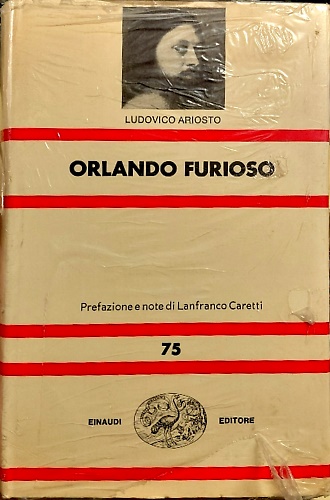 LUDOVICO ARIOSTO
ORLANDO FURIOSO
Prefazione e note di Lanfranco Caretti
75
EINAUDI EDITORE